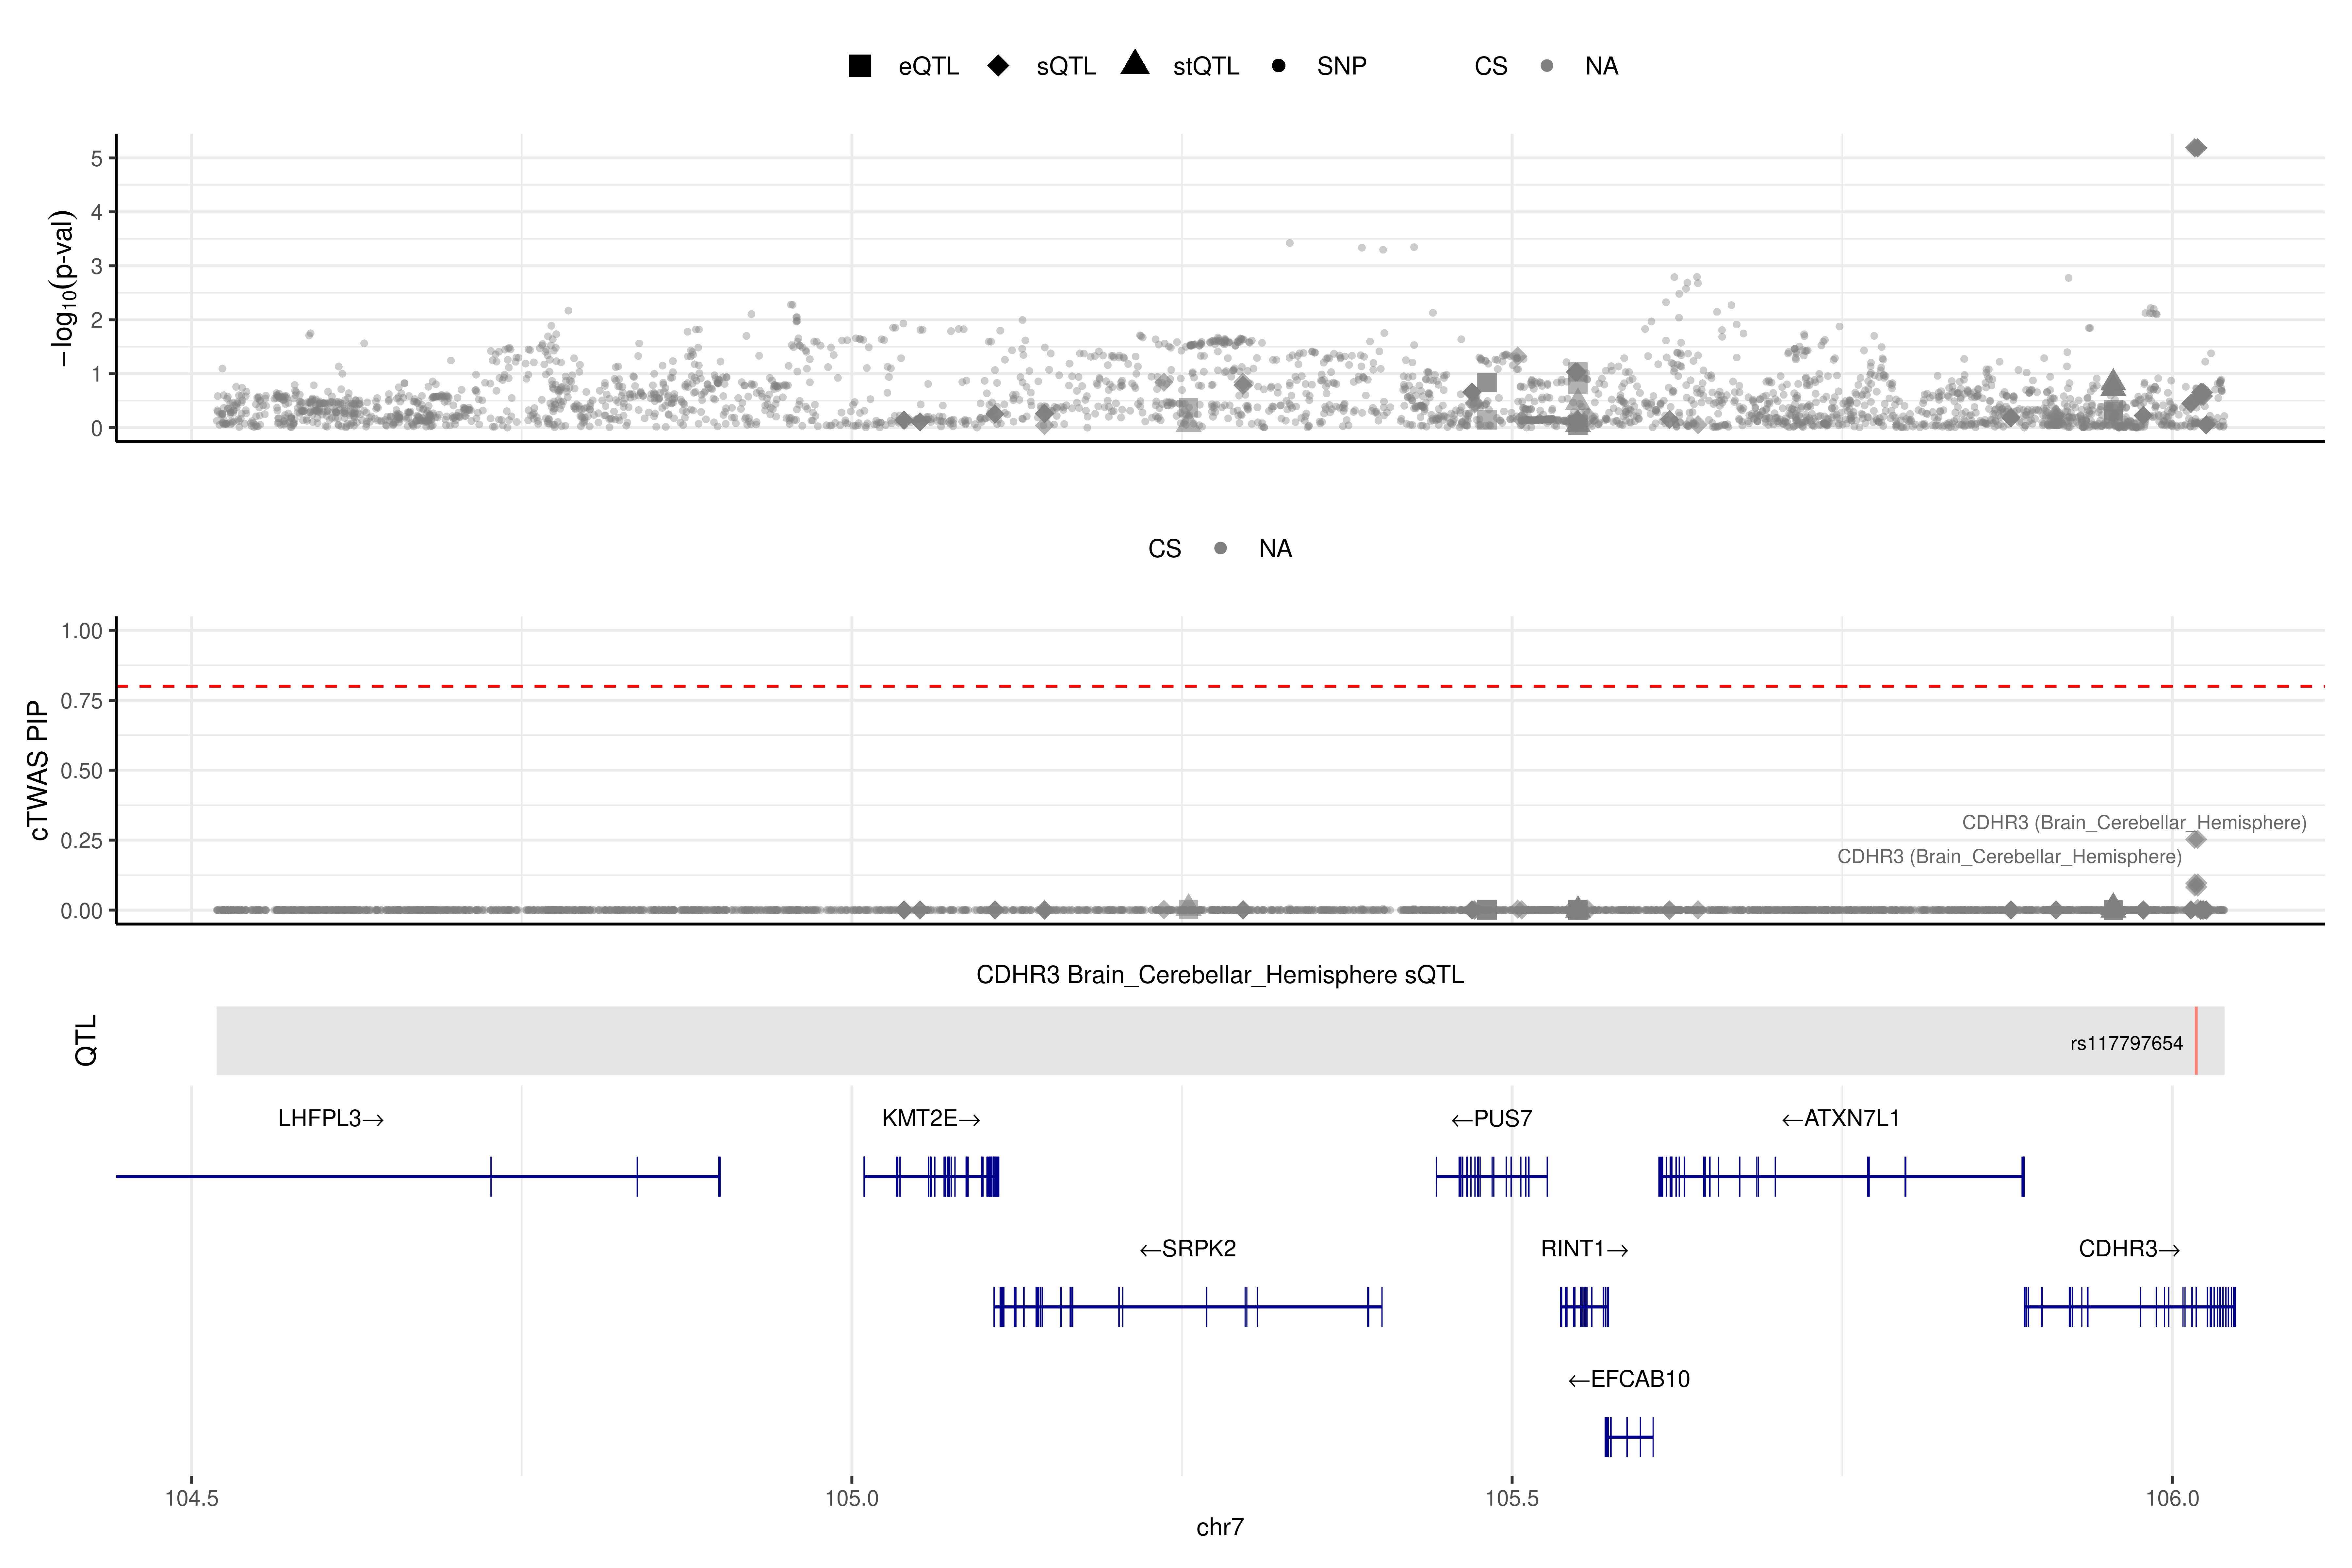 eQTL sQTL stQTL SNP CS NA
−log10(p-val)
5
4
3
2
1
0
CS NA
cTWAS PIP
1.00
0.75
0.50
0.25
0.00
CDHR3 (Brain_Cerebellar_Hemisphere)
CDHR3 (Brain_Cerebellar_Hemisphere)
CDHR3 Brain_Cerebellar_Hemisphere sQTL
QTL
rs117797654
LHFPL3→ KMT2E→ ←PUS7 ←ATXN7L1
←SRPK2 RINT1→ CDHR3→
←EFCAB10
104.5 105.0 105.5 106.0
chr7